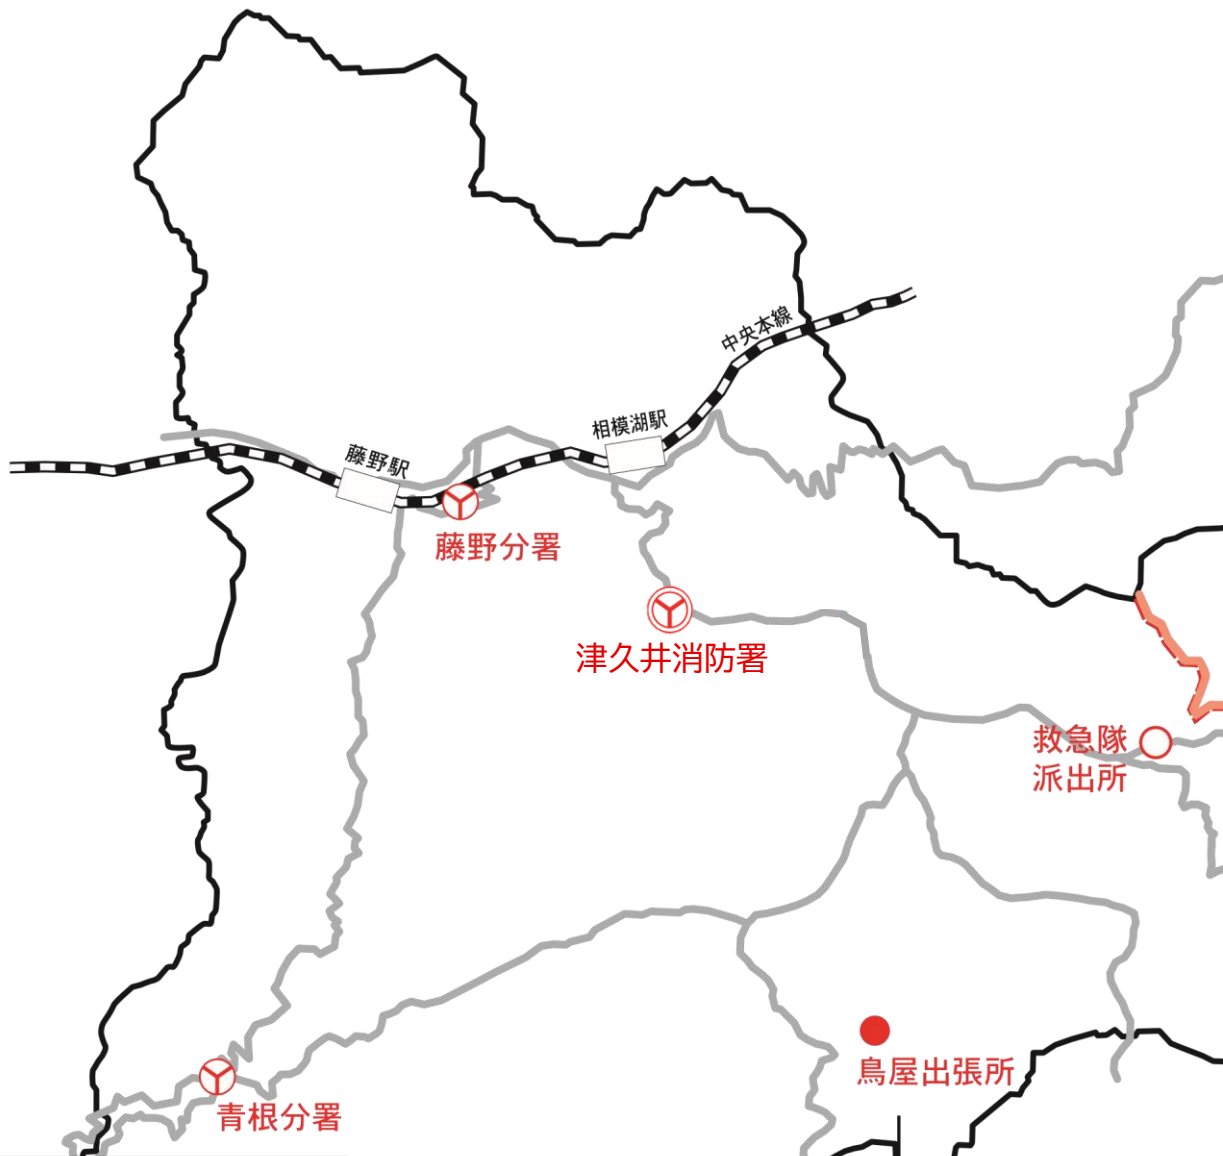 中央本線
相模湖駅
藤野駅
藤野分署
津久井消防署
救急隊
派出所
鳥屋出張所
青根分署